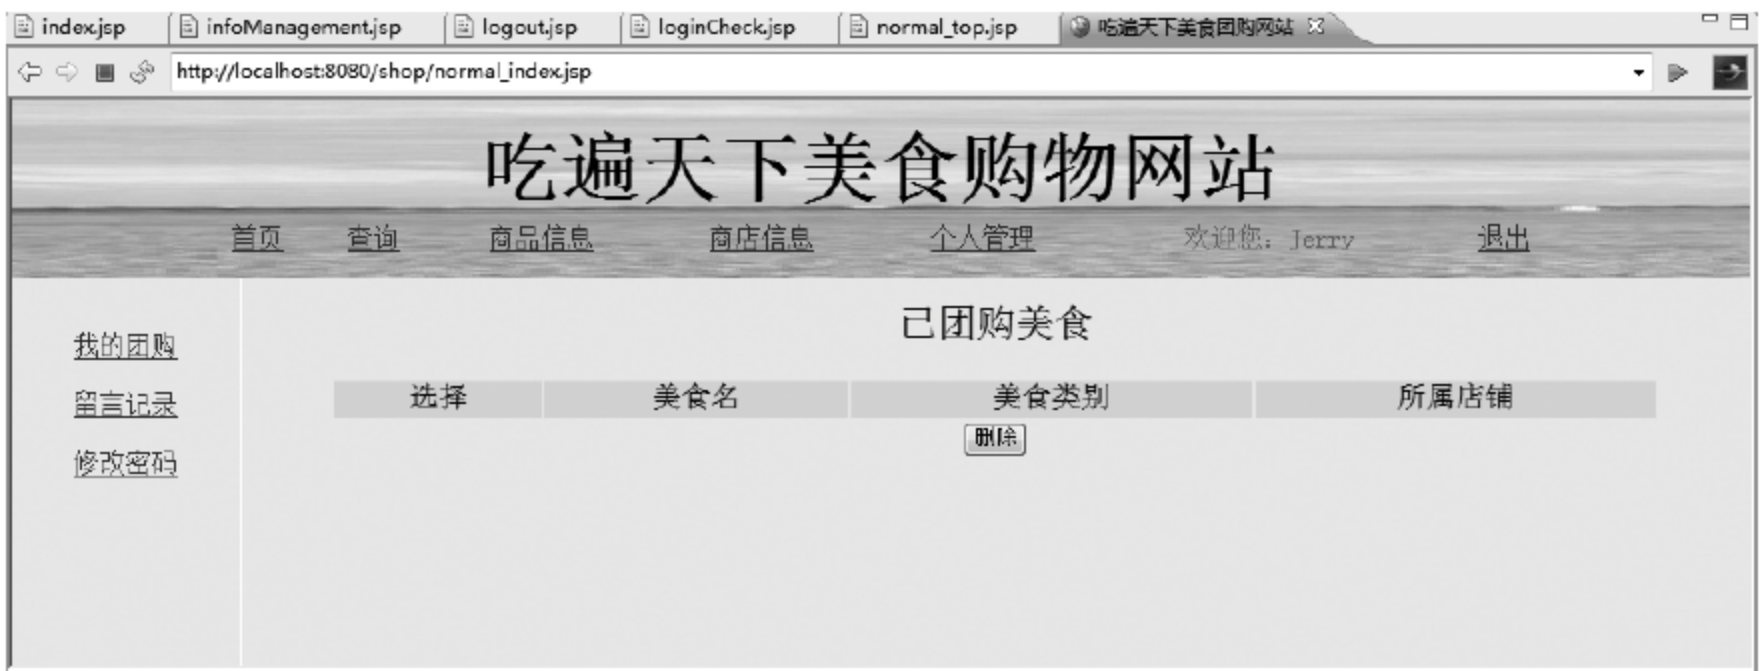 index.jsp infoManagement.jsp logout.jsp loginCheck.jsp normal_top.jsp 吃遍天下美食团购网站
http://localhost:8080/shop/normal_index.jsp
吃遍天下美食购物网站
首页 查询 商品信息 商店信息 个人管理 欢迎您：Jerry 退出
已团购美食
我的团购
选择 美食名 美食类别 所属店铺
留言记录
删除
修改密码